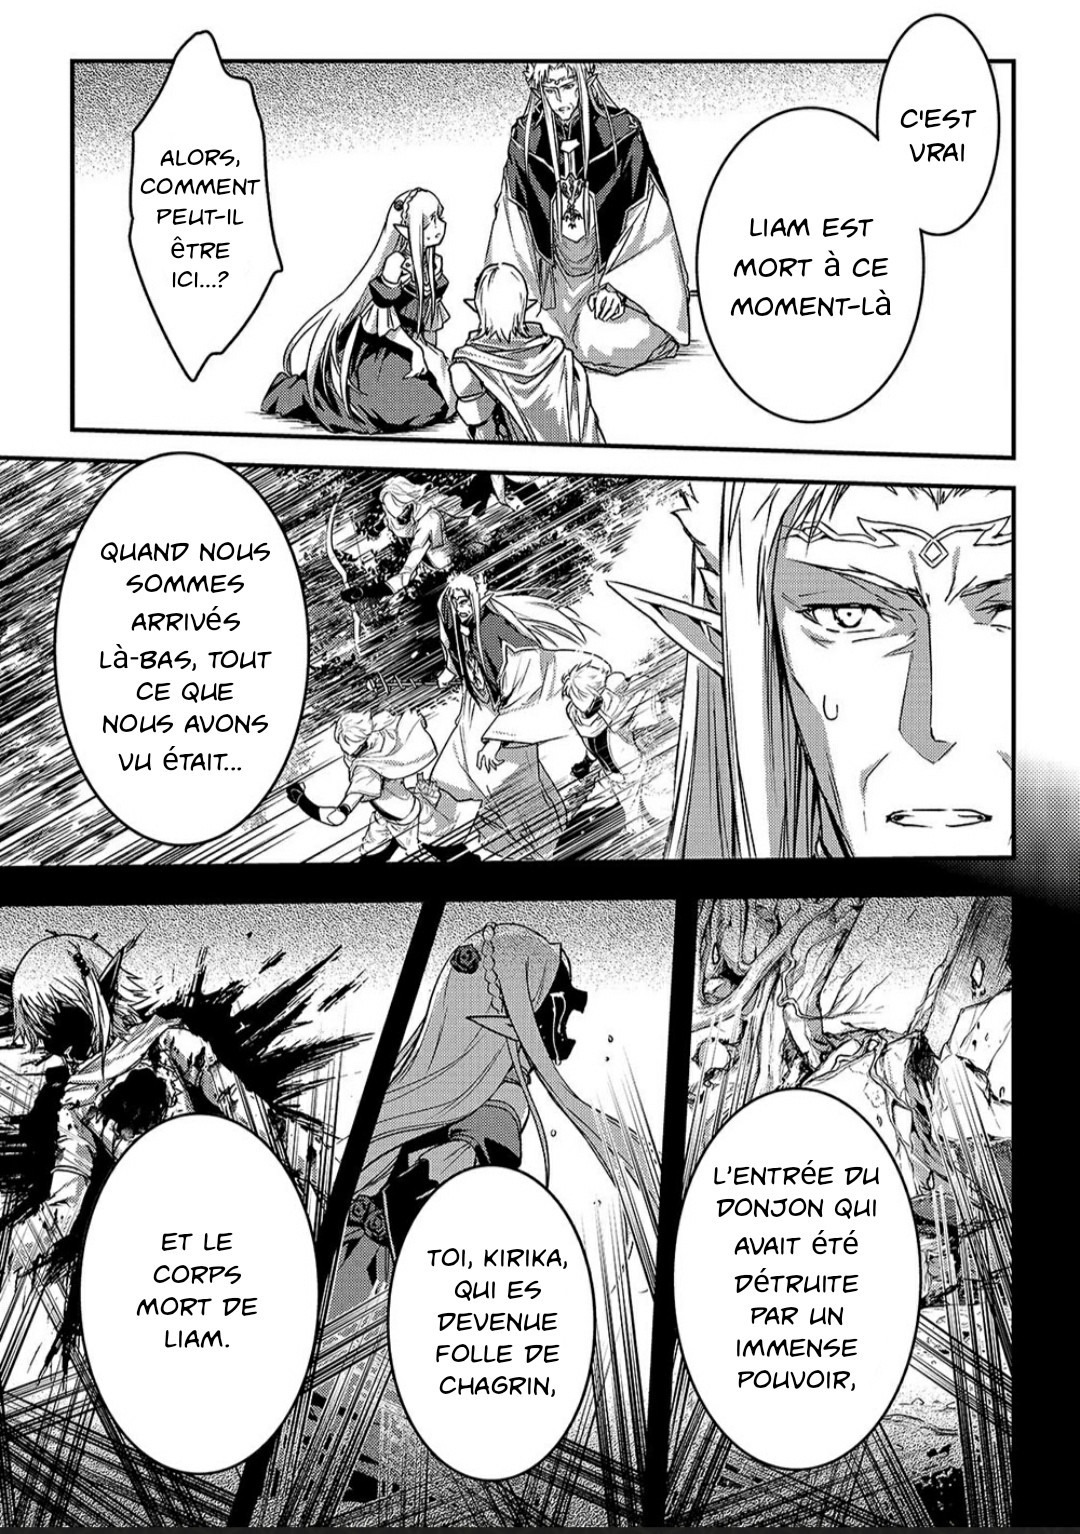 C'EST
VRAI
LIAM EST
MORT À CE
MOMENT-LÀ
ALORS,
COMMENT
PEUT-IL
ÊTRE
ICI...?
QUAND NOUS
SOMMES
ARRIVÉS
LÀ-BAS, TOUT
CE QUE
NOUS AVONS
VU ÉTAIT...
L'ENTRÉE DU
DONJON QUI
AVAIT ÉTÉ
DÉTRUITE
PAR UN
IMMENSE
POUVOIR,
TOI, KIRIKA,
QUI ES
DEVENUE
FOLLE DE
CHAGRIN,
ET LE
CORPS
MORT DE
LIAM.